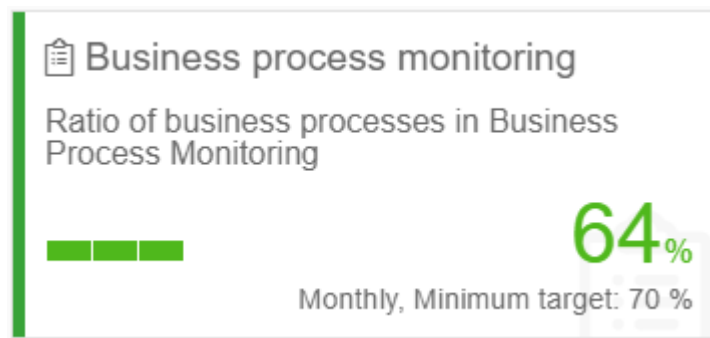 Business process monitoring
Ratio of business processes in Business
Process Monitoring
64%
Monthly, Minimum target: 70 %